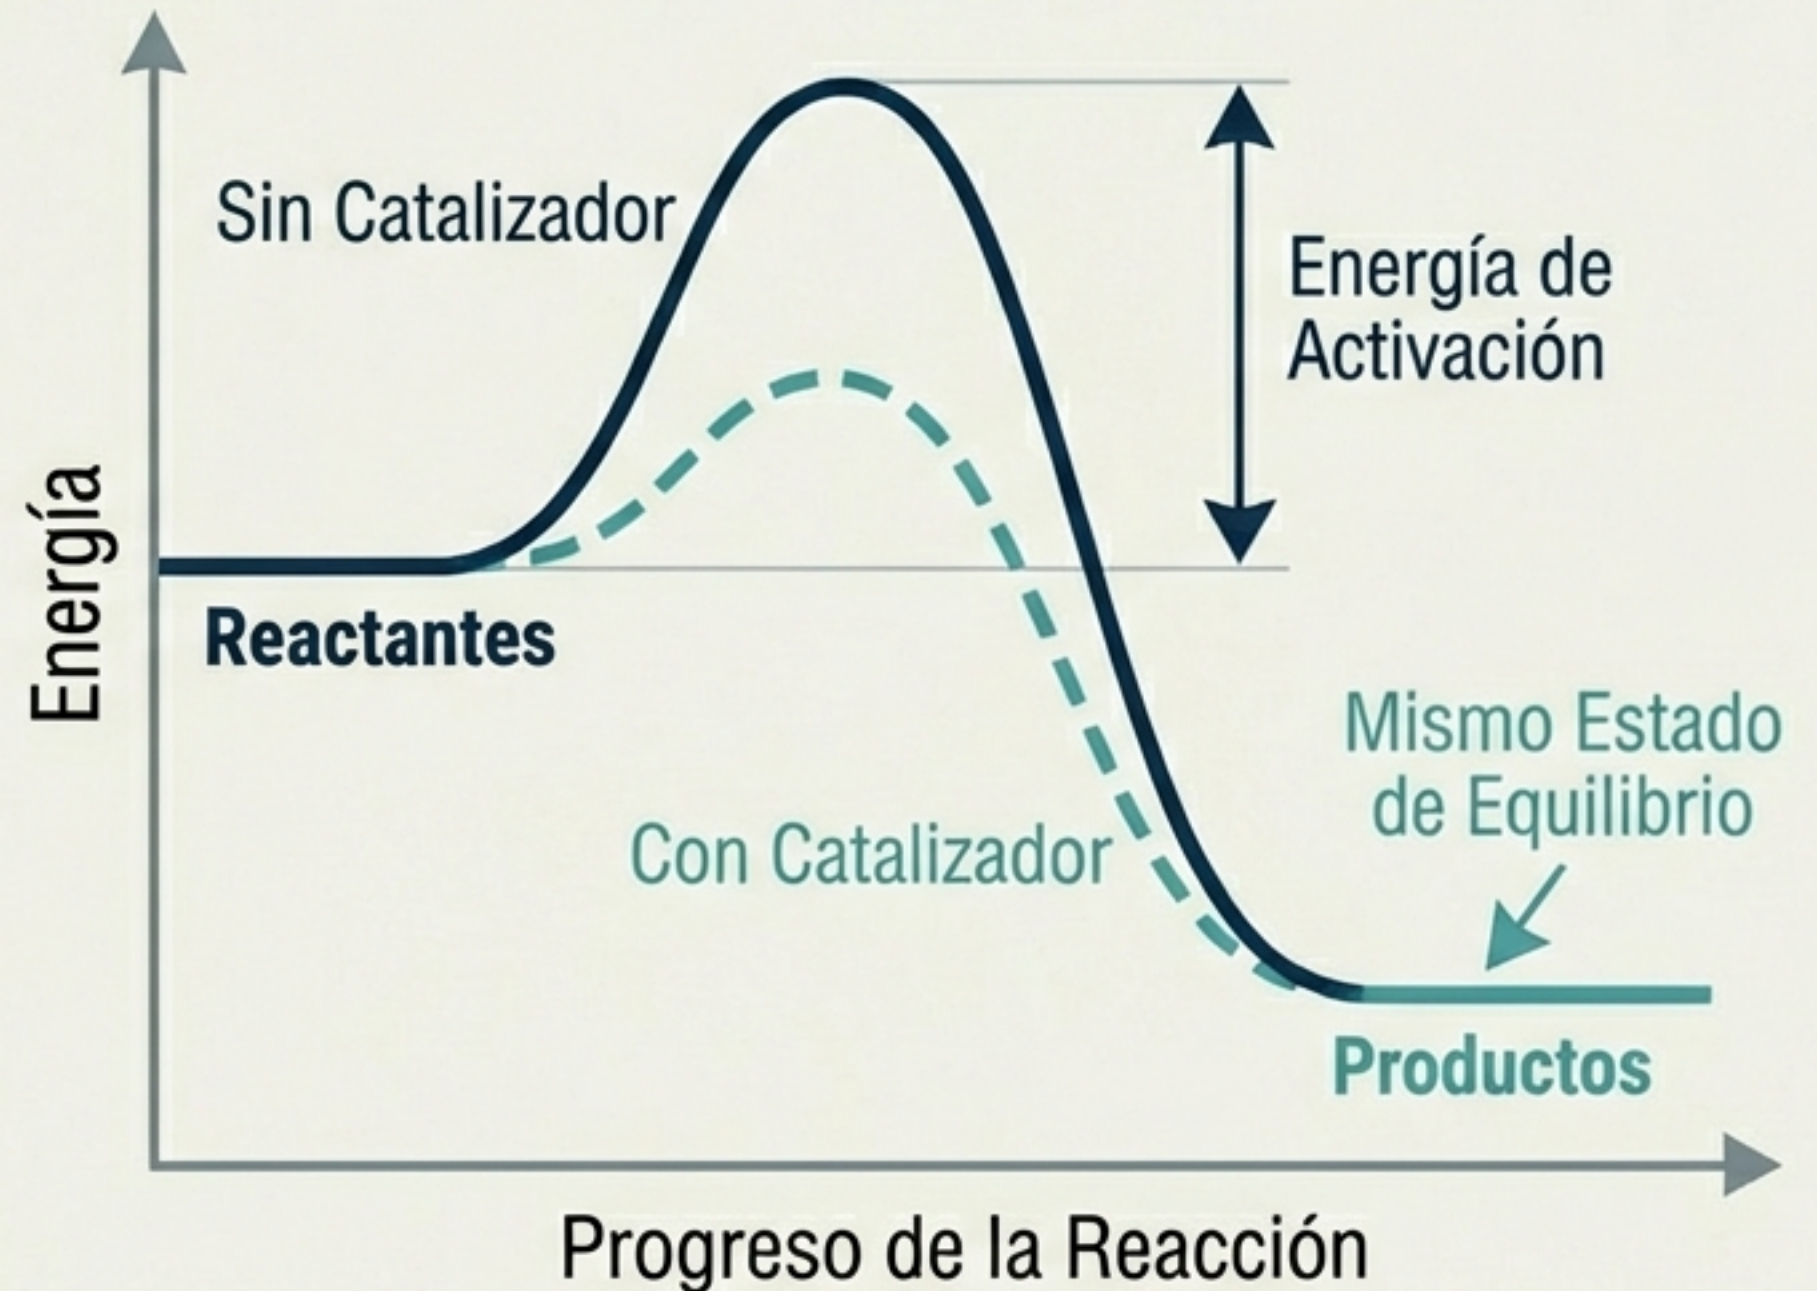 Sin Catalizador
Energía de
Activación
Energía
Reactantes
Mismo Estado
de Equilibrio
Con Catalizador
Productos
Progreso de la Reacción